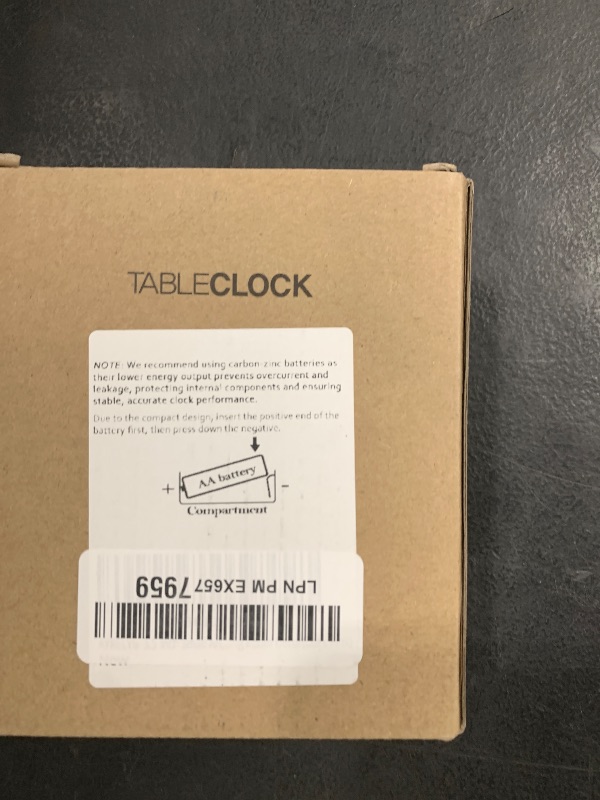 TABLECLOCK
NOTE: We recommend using carbon-zinc batteries as
their lower energy output prevents overcurrent and
leakage, protecting internal components and ensuring
stable, accurate clock performance.
Due to the compact design, insert the positive end of the
battery first, then press down the negative.
+ AA battery -
Compartment
LPN PM EX657 7959